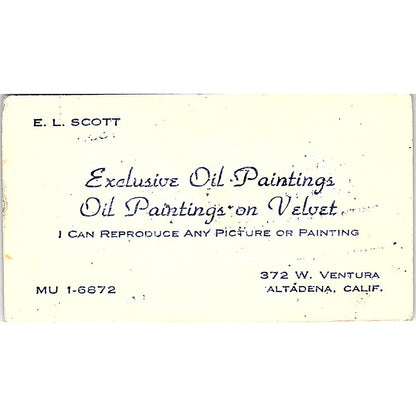 E. L. SCOTT
Exclusive Oil Paintings
Oil Paintings on Velvet
I CAN REPRODUCE ANY PICTURE OR PAINTING
372 W. VENTURA
MU 1-6872
ALTADENA, CALIF.